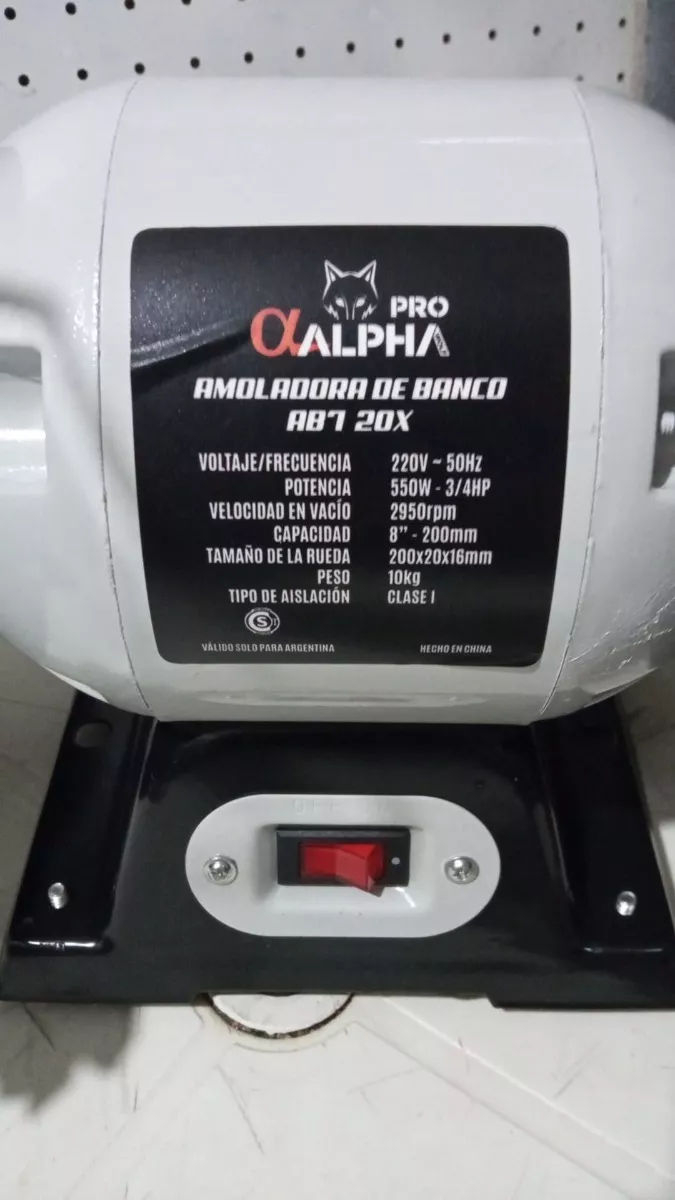 PRO
αALPHA
AMOLADORA DE BANCO
AB7 20X
VOLTAJE/FRECUENCIA 220V ~ 50Hz
POTENCIA 550W - 3/4HP
VELOCIDAD EN VACÍO 2950rpm
CAPACIDAD 8” - 200mm
TAMAÑO DE LA RUEDA 200x20x16mm
PESO 10kg
TIPO DE AISLACIÓN CLASE I
S
VÁLIDO SOLO PARA ARGENTINA HECHO EN CHINA